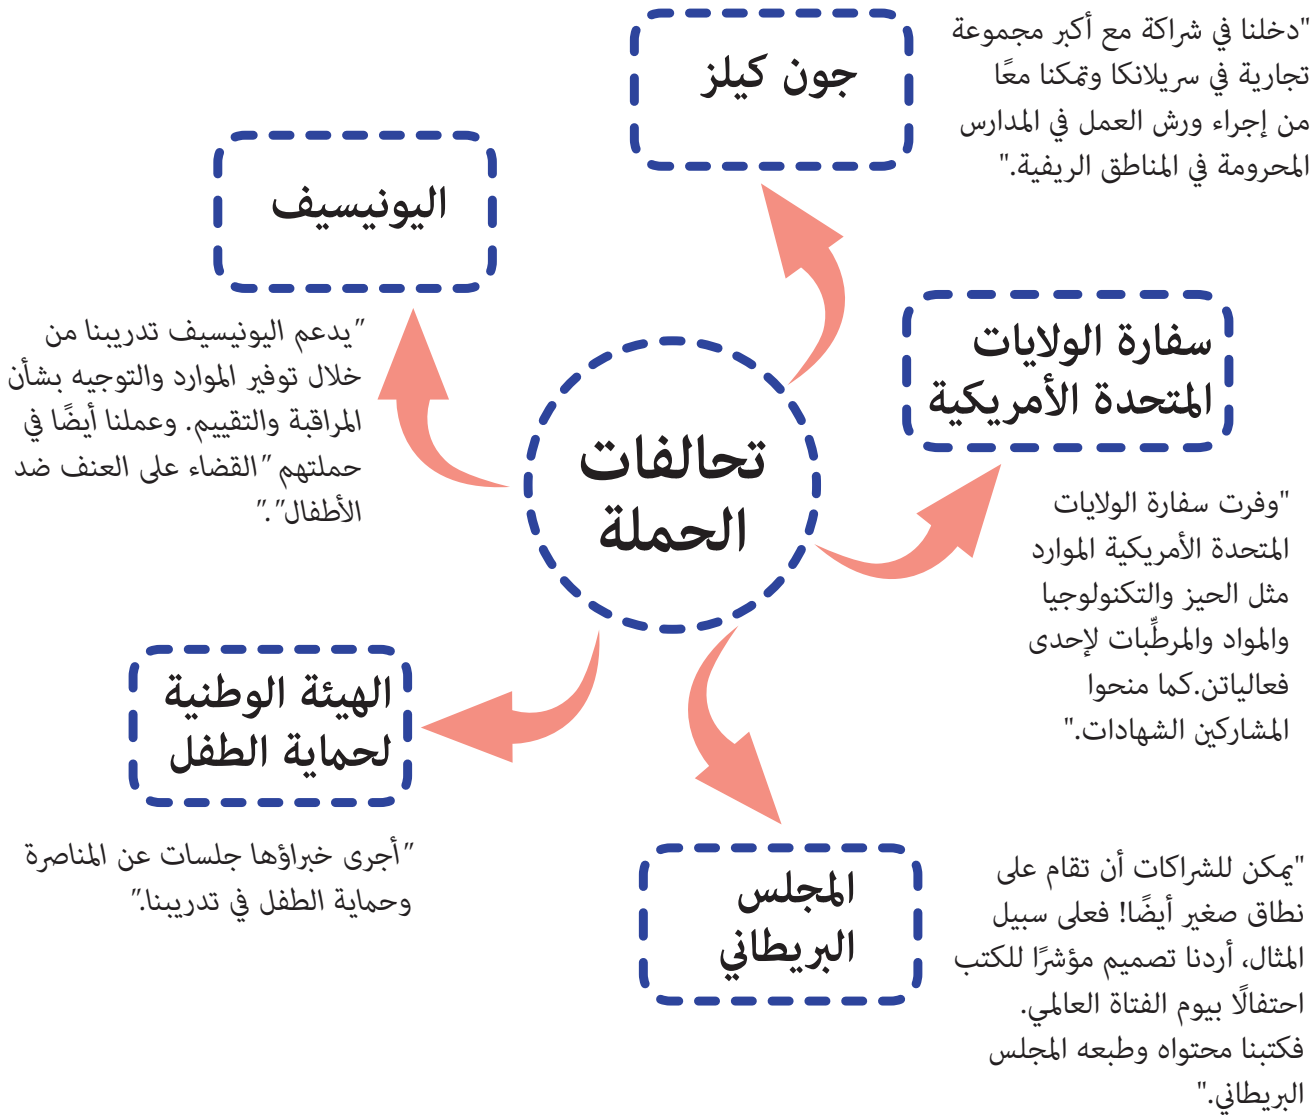 "دخلنا في شراكة مع أكبر مجموعة
تجارية في سريلانكا وتمكنا معًا
من إجراء ورش العمل في المدارس
المحرومة في المناطق الريفية."
جون كيلز
اليونيسيف
"يدعم اليونيسيف تدريبنا من
خلال توفير الموارد والتوجيه بشأن
المراقبة والتقييم. وعملنا أيضًا في
حملتهم "القضاء على العنف ضد
الأطفال"."
سفارة الولايات
المتحدة الأمريكية
"وفرت سفارة الولايات
المتحدة الأمريكية الموارد
مثل الحيز والتكنولوجيا
والمواد والمرطِّبات لإحدى
فعالياتن.كما منحوا
المشاركين الشهادات."
تحالفات
الحملة
الهيئة الوطنية
لحماية الطفل
"أجرى خبراؤها جلسات عن المناصرة
وحماية الطفل في تدريبنا."
المجلس
البريطاني
"يمكن للشراكات أن تقام على
نطاق صغير أيضًا! فعلى سبيل
المثال، أردنا تصميم مؤشرًا للكتب
احتفالًا بيوم الفتاة العالمي.
فكتبنا محتواه وطبعه المجلس
البريطاني."